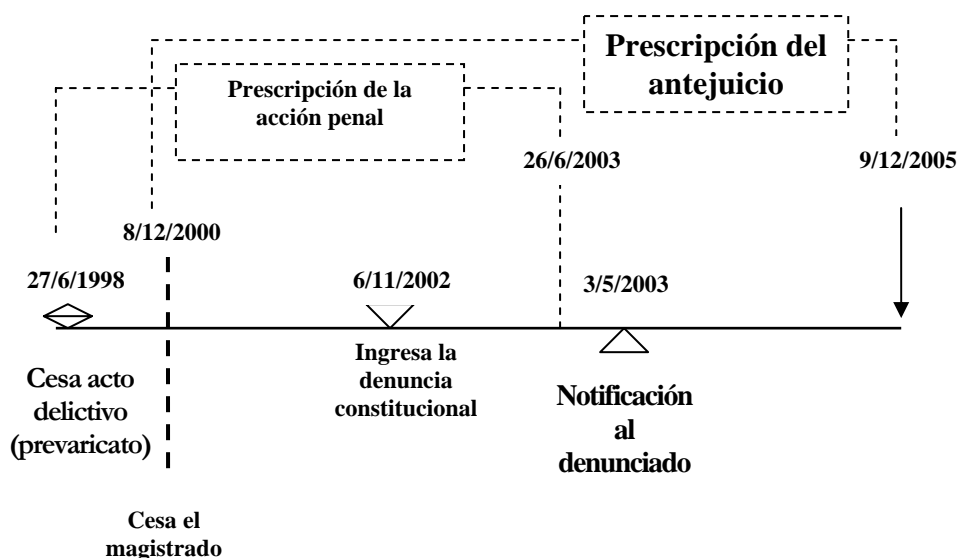 Prescripción del
antejuicio
Prescripción de la
acción penal
26/6/2003
9/12/2005
8/12/2000
27/6/1998
6/11/2002
3/5/2003
Cesa acto
delictivo
(prevaricato)
Ingresa la
denuncia
constitucional
Notificación
al
denunciado
Cesa el
magistrado